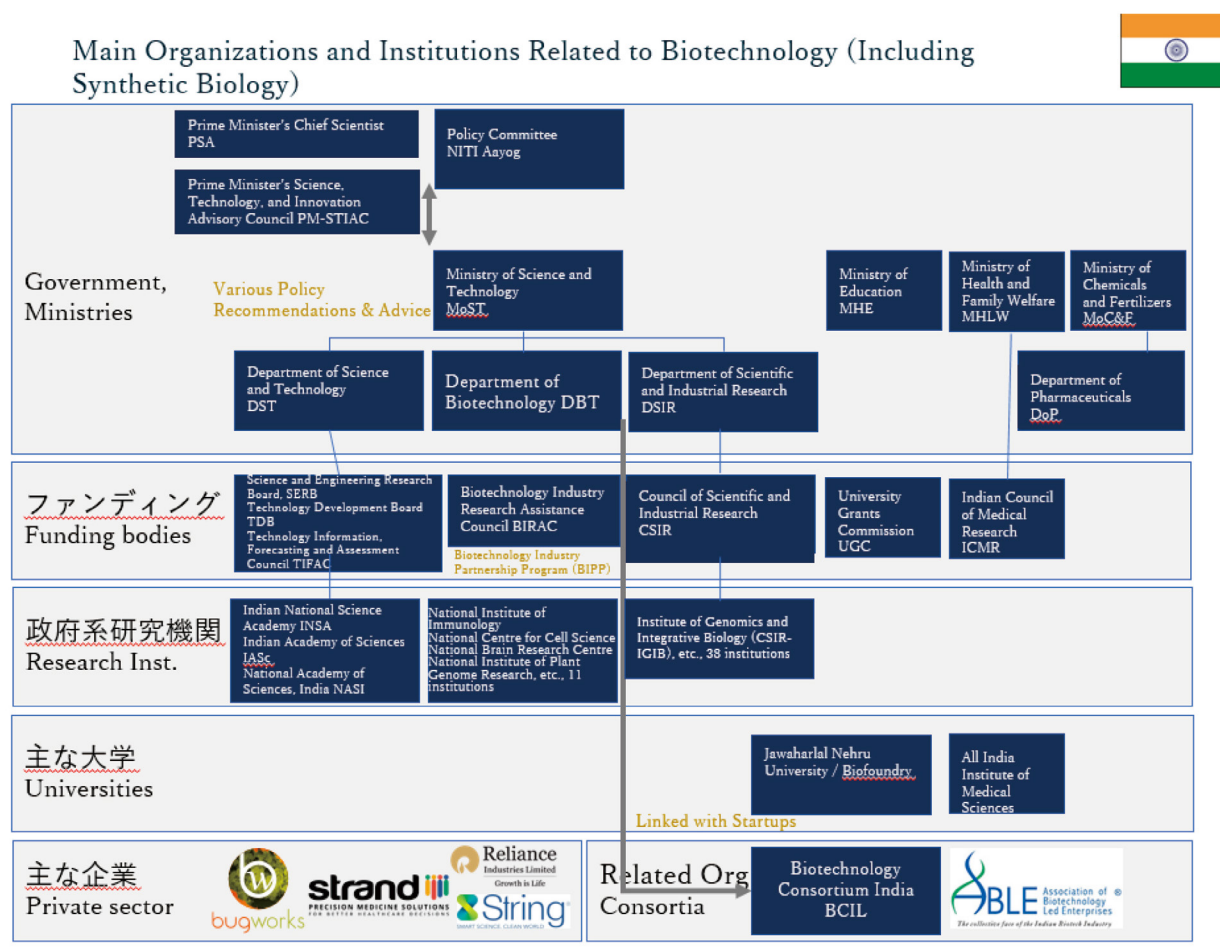 Main Organizations and Institutions Related to Biotechnology (Including
Synthetic Biology)
Government,
Ministries
Prime Minister's Chief Scientist
PSA
Policy Committee
NITI Aayog
Prime Minister's Science,
Technology, and Innovation
Advisory Council PM-STIAC
Various Policy
Recommendations & Advice
Ministry of Science and
Technology
MoST
Ministry of
Education
MHE
Ministry of
Health and
Family Welfare
MHLW
Ministry of
Chemicals
and Fertilizers
MoC&F
Department of Science
and Technology
DST
Department of
Biotechnology DBT
Department of Scientific
and Industrial Research
DSIR
Department of
Pharmaceuticals
DoP
ファンディング
Funding bodies
Science and Engineering Research
Board, SERB
Technology Development Board
TDB
Technology Information,
Forecasting and Assessment
Council TIFAC
Biotechnology Industry
Research Assistance
Council BIRAC
Biotechnology Industry
Partnership Program (BIPP)
Council of Scientific and
Industrial Research
CSIR
University
Grants
Commission
UGC
Indian Council
of Medical
Research
ICMR
政府系研究機関
Research Inst.
Indian National Science
Academy INSA
Indian Academy of Sciences
IASc
National Academy of
Sciences, India NASI
National Institute of
Immunology
National Centre for Cell Science
National Brain Research Centre
National Institute of Plant
Genome Research, etc., 11
institutions
Institute of Genomics and
Integrative Biology (CSIR-
IGIB), etc., 38 institutions
主な大学
Universities
Jawaharlal Nehru
University / Biofoundry
All India
Institute of
Medical
Sciences
Linked with Startups
主な企業
Private sector
bw
bugworks
strand
PRECISION MEDICINE SOLUTIONS
FOR BETTER HEALTHCARE DECISIONS
Reliance
Industries Limited
Growth is Life
String
SMART SCIENCE. CLEAN WORLD
Related Org
Consortia
Biotechnology
Consortium India
BCIL
ABLE
Association of ®
Biotechnology
Led Enterprises
The collective face of the Indian Biotech Industry